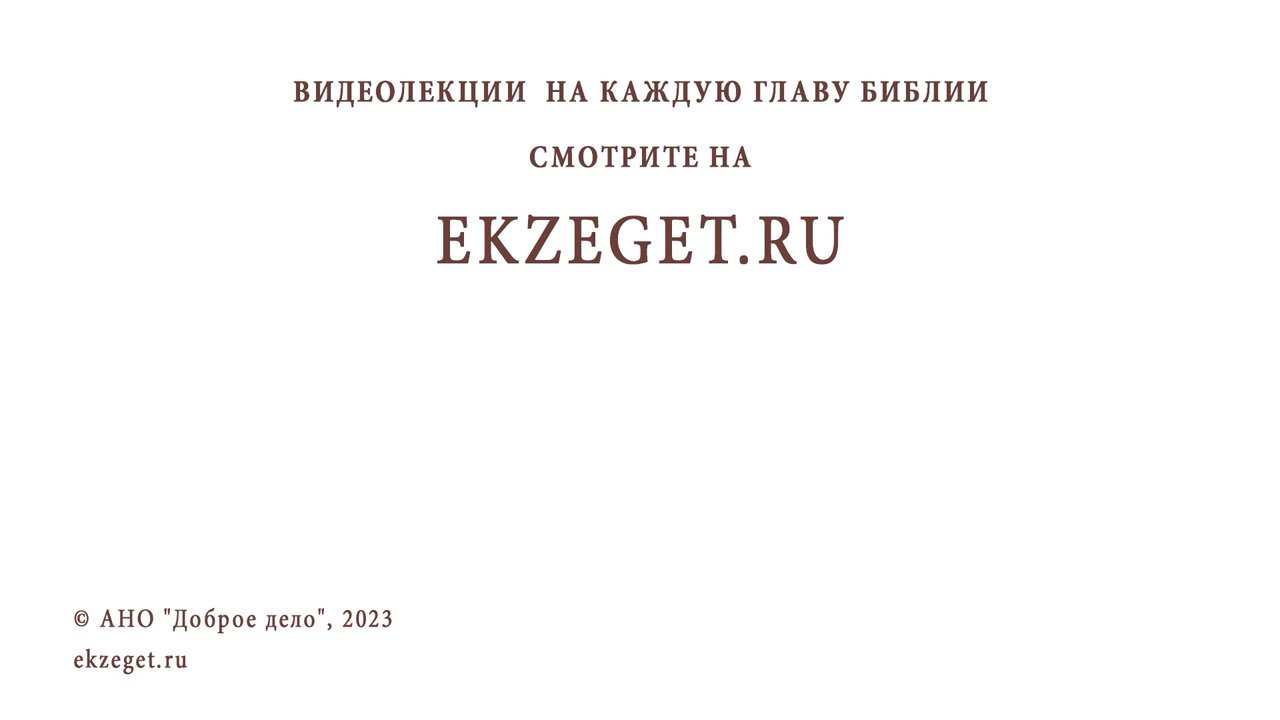 ВИДЕОЛЕКЦИИ НА КАЖДУЮ ГЛАВУ БИБЛИИ
СМОТРИТЕ НА
EKZEGET.RU
© АНО "Доброе дело", 2023
ekzeget.ru